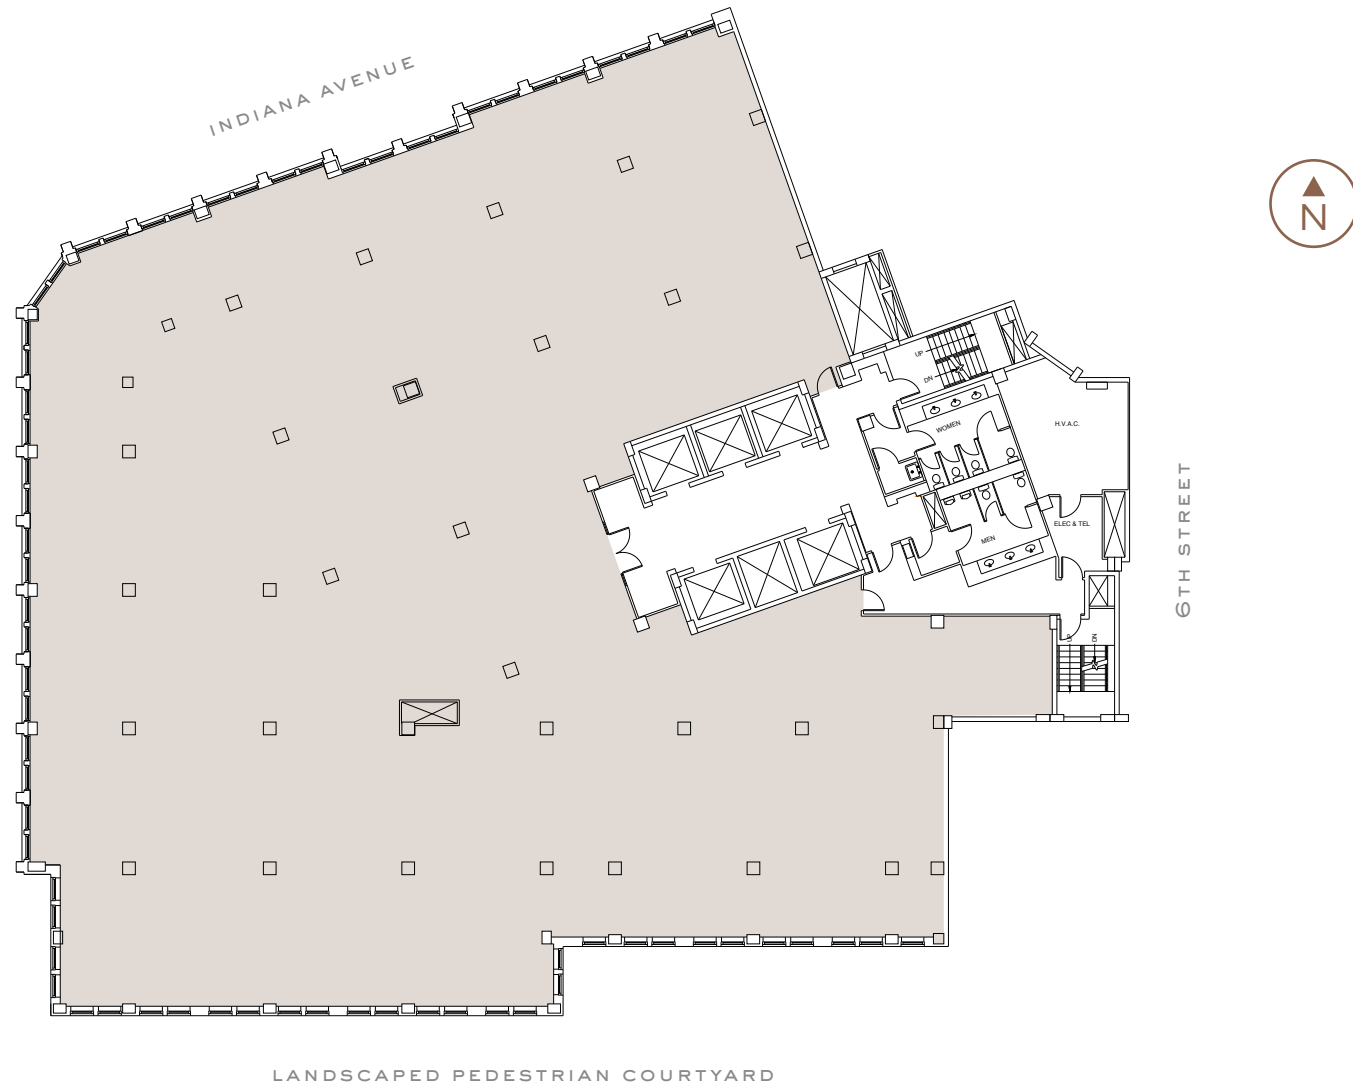 INDIANA AVENUE
N
UP
DN
WOMEN
H.V.A.C.
ELEC & TEL
MEN
6TH STREET
UP
DN
LANDSCAPED PEDESTRIAN COURTYARD